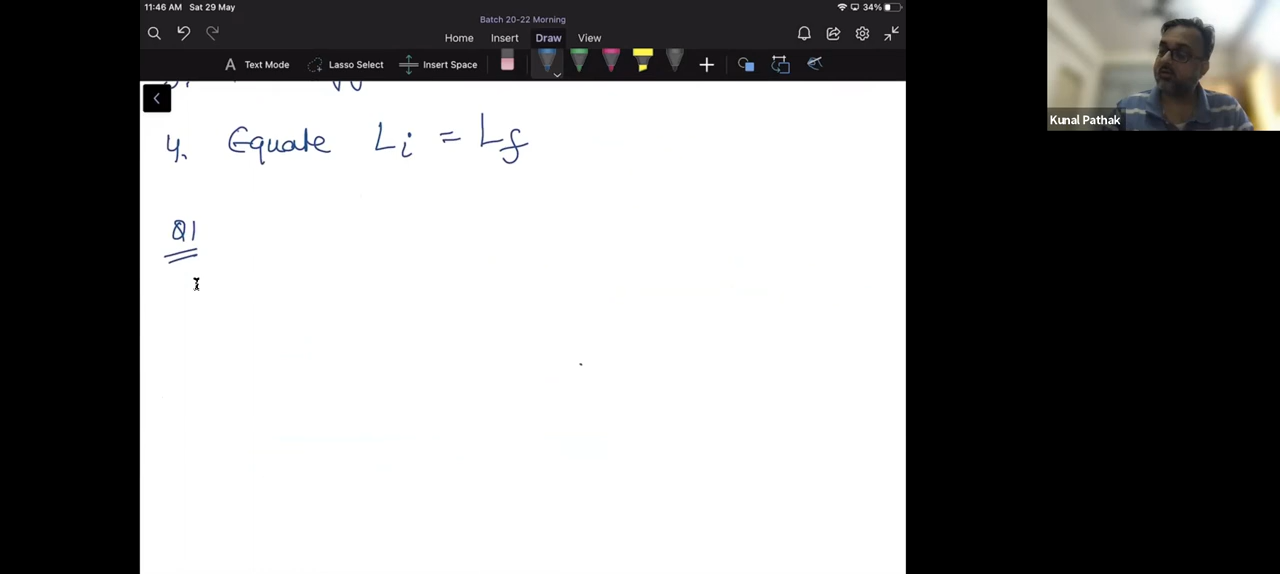 11:46 AM Sat 29 May
34%
Batch 20-22 Morning
Home Insert Draw View
A Text Mode Lasso Select Insert Space
4. Equate Li = Lf
Q1
Kunal Pathak